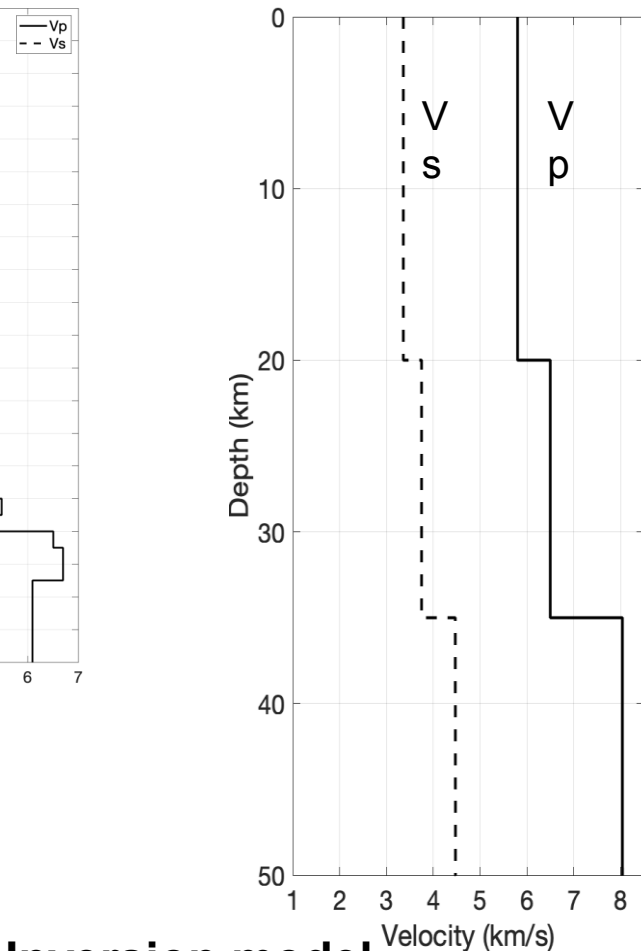 Vp
Vs
6
7
0
10
20
30
40
50
Depth (km)
V
s
V
p
1 2 3 4 5 6 7 8
Velocity (km/s)
Inversion model